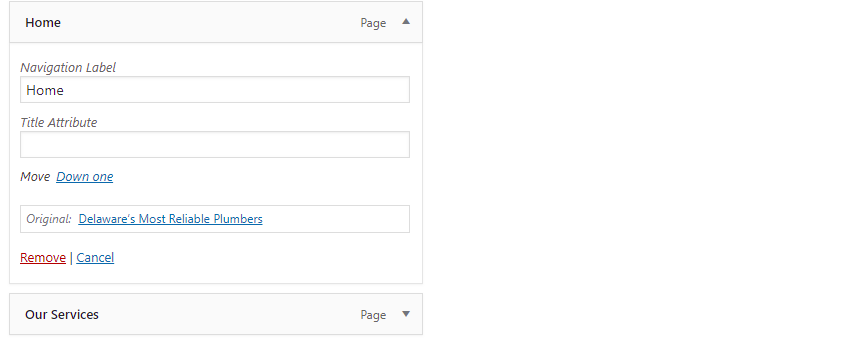 Home Page
Navigation Label
Home
Title Attribute
Move Down one
Original: Delaware's Most Reliable Plumbers
Remove | Cancel
Our Services Page